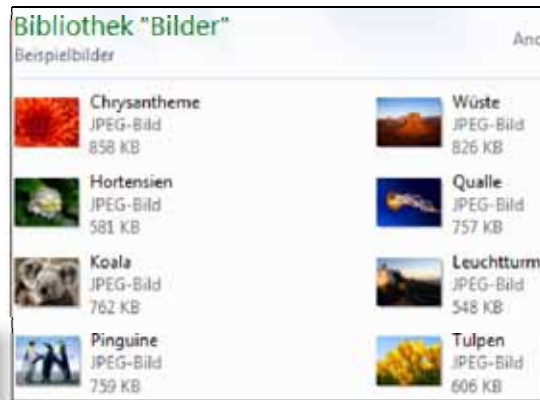 Bibliothek "Bilder"
Beispielbilder
Chrysantheme
JPEG-Bild
858 KB
Wüste
JPEG-Bild
826 KB
Hortensien
JPEG-Bild
581 KB
Qualle
JPEG-Bild
757 KB
Koala
JPEG-Bild
762 KB
Leuchtturm
JPEG-Bild
548 KB
Pinguine
JPEG-Bild
759 KB
Tulpen
JPEG-Bild
606 KB